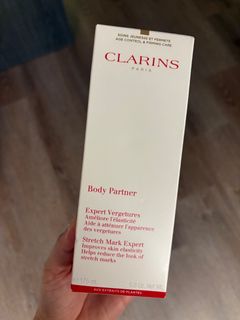 SOINS JEUNESSE ET FERMETÉ
AGE CONTROL & FIRMING CARE
CLARINS
PARIS
Body Partner
Expert Vergetures
Améliore l'élasticité
Aide à atténuer l'apparence
des vergetures
Stretch Mark Expert
Improves skin elasticity
Helps reduce the look of
stretch marks
AUX EXTRAITS DE PLANTES